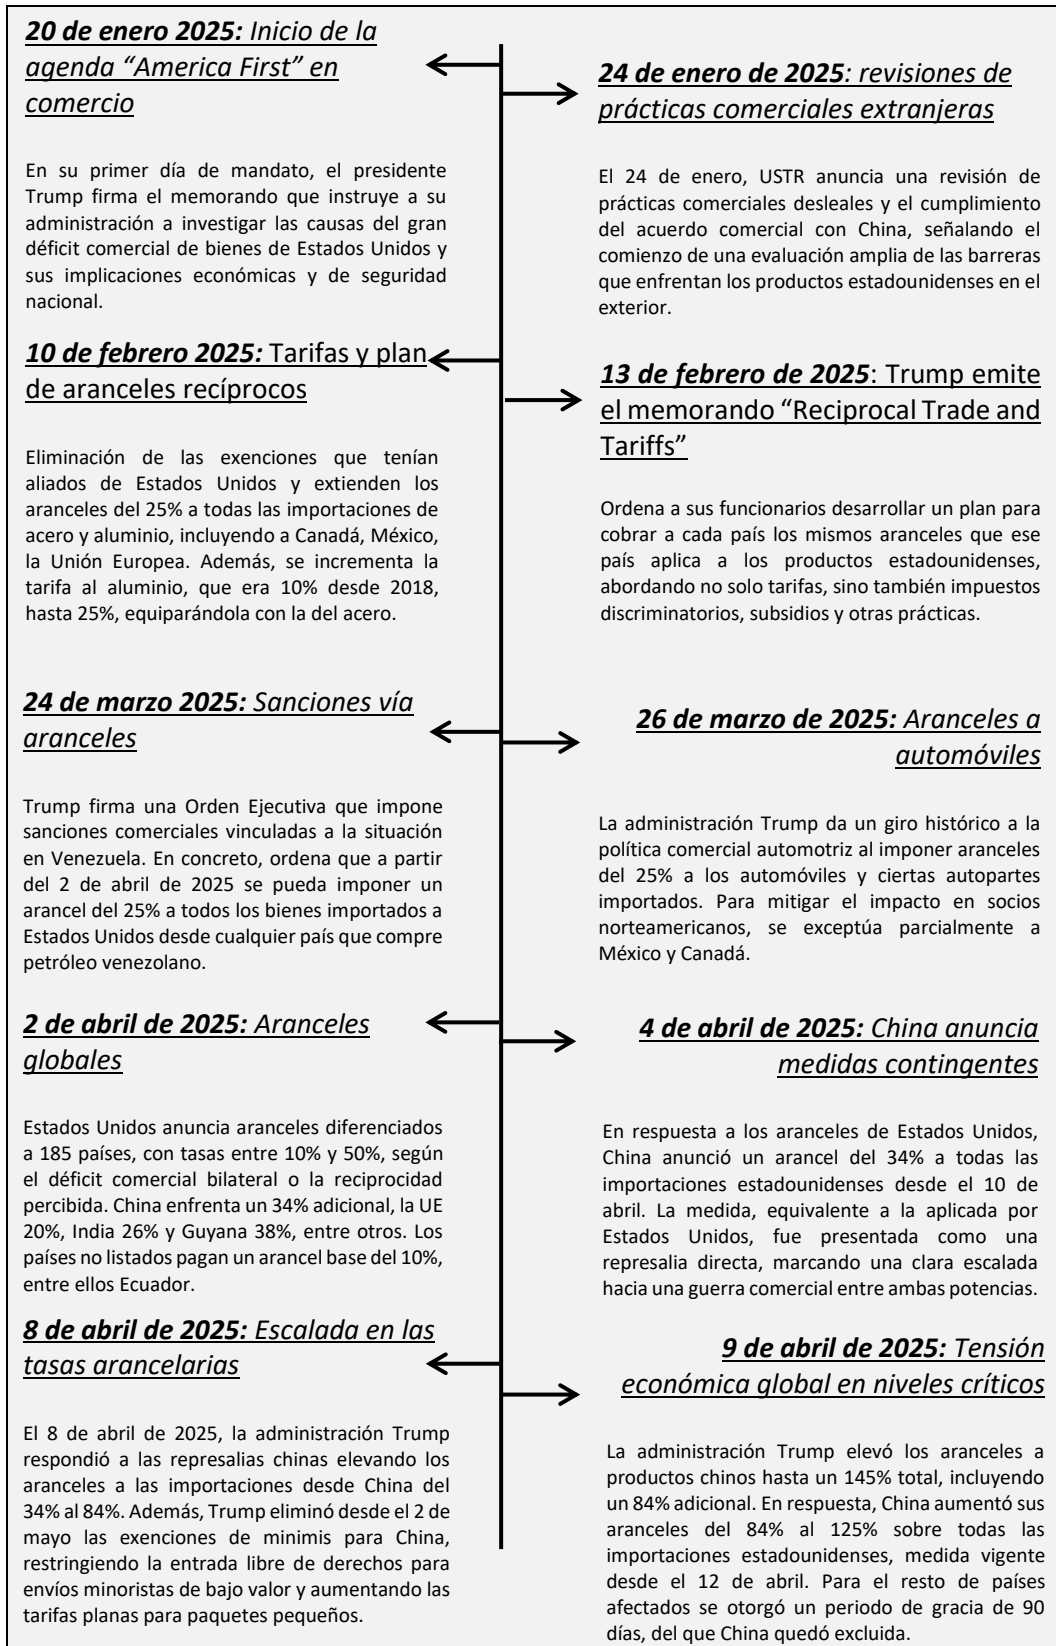 20 de enero 2025: Inicio de la
agenda “America First” en
comercio
En su primer día de mandato, el presidente
Trump firma el memorando que instruye a su
administración a investigar las causas del gran
déficit comercial de bienes de Estados Unidos y
sus implicaciones económicas y de seguridad
nacional.
24 de enero de 2025: revisiones de
prácticas comerciales extranjeras
El 24 de enero, USTR anuncia una revisión de
prácticas comerciales desleales y el cumplimiento
del acuerdo comercial con China, señalando el
comienzo de una evaluación amplia de las barreras
que enfrentan los productos estadounidenses en el
exterior.
10 de febrero 2025: Tarifas y plan
de aranceles recíprocos
Eliminación de las exenciones que tenían
aliados de Estados Unidos y extienden los
aranceles del 25% a todas las importaciones de
acero y aluminio, incluyendo a Canadá, México,
la Unión Europea. Además, se incrementa la
tarifa al aluminio, que era 10% desde 2018,
hasta 25%, equiparándola con la del acero.
13 de febrero de 2025: Trump emite
el memorando “Reciprocal Trade and
Tariffs”
Ordena a sus funcionarios desarrollar un plan para
cobrar a cada país los mismos aranceles que ese
país aplica a los productos estadounidenses,
abordando no solo tarifas, sino también impuestos
discriminatorios, subsidios y otras prácticas.
24 de marzo 2025: Sanciones vía
aranceles
Trump firma una Orden Ejecutiva que impone
sanciones comerciales vinculadas a la situación
en Venezuela. En concreto, ordena que a partir
del 2 de abril de 2025 se pueda imponer un
arancel del 25% a todos los bienes importados a
Estados Unidos desde cualquier país que compre
petróleo venezolano.
26 de marzo de 2025: Aranceles a
automóviles
La administración Trump da un giro histórico a la
política comercial automotriz al imponer aranceles
del 25% a los automóviles y ciertas autopartes
importados. Para mitigar el impacto en socios
norteamericanos, se exceptúa parcialmente a
México y Canadá.
2 de abril de 2025: Aranceles
globales
Estados Unidos anuncia aranceles diferenciados
a 185 países, con tasas entre 10% y 50%, según
el déficit comercial bilateral o la reciprocidad
percibida. China enfrenta un 34% adicional, la UE
20%, India 26% y Guyana 38%, entre otros. Los
países no listados pagan un arancel base del 10%,
entre ellos Ecuador.
4 de abril de 2025: China anuncia
medidas contingentes
En respuesta a los aranceles de Estados Unidos,
China anunció un arancel del 34% a todas las
importaciones estadounidenses desde el 10 de
abril. La medida, equivalente a la aplicada por
Estados Unidos, fue presentada como una
represalia directa, marcando una clara escalada
hacia una guerra comercial entre ambas potencias.
8 de abril de 2025: Escalada en las
tasas arancelarias
El 8 de abril de 2025, la administración Trump
respondió a las represalias chinas elevando los
aranceles a las importaciones desde China del
34% al 84%. Además, Trump eliminó desde el 2 de
mayo las exenciones de minimis para China,
restringiendo la entrada libre de derechos para
envíos minoristas de bajo valor y aumentando las
tarifas planas para paquetes pequeños.
9 de abril de 2025: Tensión
económica global en niveles críticos
La administración Trump elevó los aranceles a
productos chinos hasta un 145% total, incluyendo
un 84% adicional. En respuesta, China aumentó sus
aranceles del 84% al 125% sobre todas las
importaciones estadounidenses, medida vigente
desde el 12 de abril. Para el resto de países
afectados se otorgó un periodo de gracia de 90
días, del que China quedó excluida.